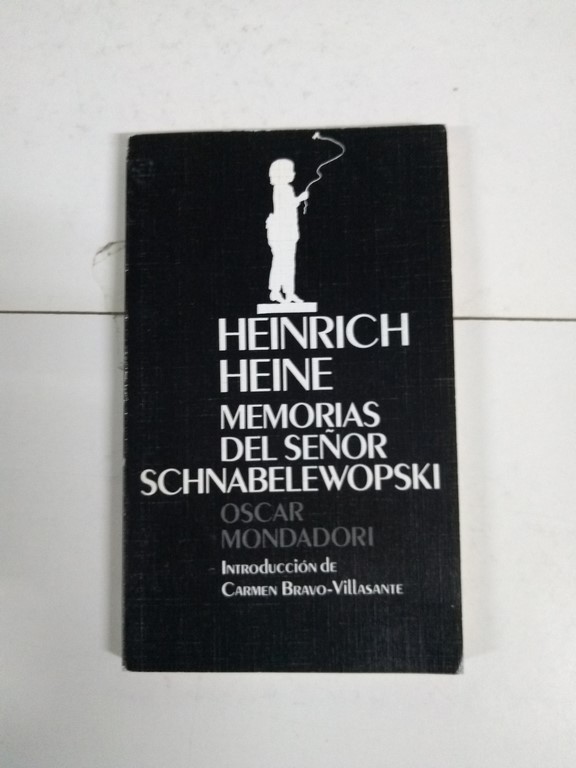 HEINRICH
HEINE
MEMORIAS
DEL SEÑOR
SCHNABELEWOPSKI
OSCAR
MONDADORI
INTRODUCCIÓN DE
CARMEN BRAVO-VILLASANTE